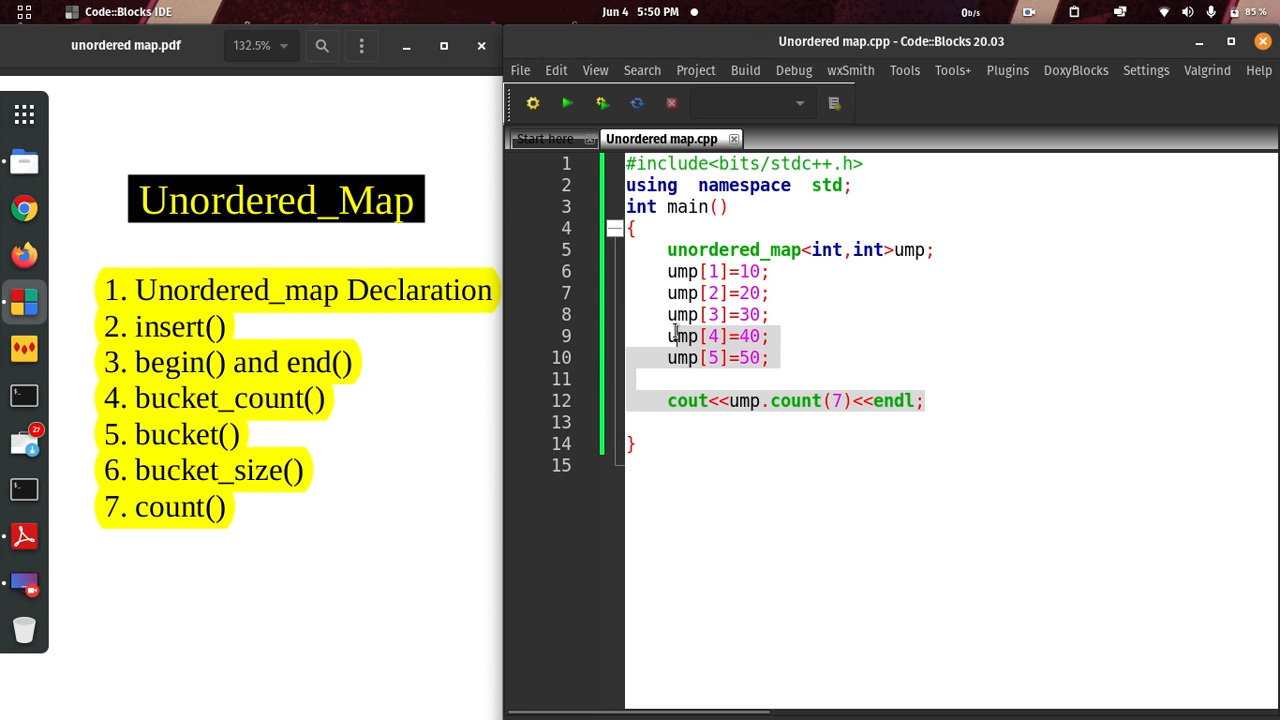 Code::Blocks IDE
Jun 4 5:50 PM
0b/s
85 %
unordered map.pdf
132.5%
Unordered map.cpp - Code::Blocks 20.03
File Edit View Search Project Build Debug wxSmith Tools Tools+ Plugins DoxyBlocks Settings Valgrind Help
Start here
Unordered map.cpp
Unordered_Map
1. Unordered_map Declaration
2. insert()
3. begin() and end()
4. bucket_count()
5. bucket()
6. bucket_size()
7. count()
27
1 #include<bits/stdc++.h>
2 using namespace std;
3 int main()
4 {
5 unordered_map<int,int>ump;
6 ump[1]=10;
7 ump[2]=20;
8 ump[3]=30;
9 ump[4]=40;
10 ump[5]=50;
11
12 cout<<ump.count(7)<<endl;
13
14 }
15